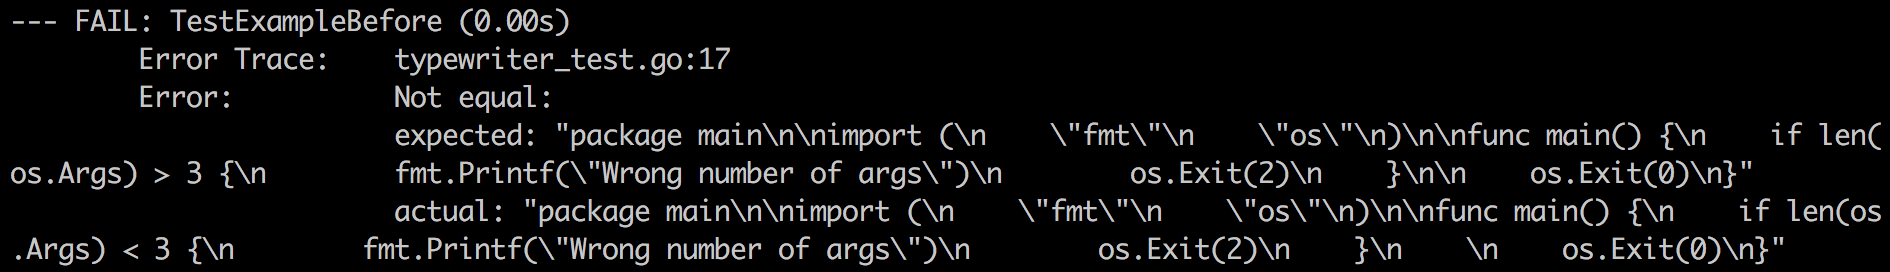 --- FAIL: TestExampleBefore (0.00s)
        Error Trace:    typewriter_test.go:17
        Error:          Not equal:
                        expected: "package main\n\nimport (\n    \"fmt\"\n    \"os\"\n)\n\nfunc main() {\n    if len(
os.Args) > 3 {\n        fmt.Printf(\"Wrong number of args\")\n        os.Exit(2)\n    }\n\n    os.Exit(0)\n}"
                        actual: "package main\n\nimport (\n    \"fmt\"\n    \"os\"\n)\n\nfunc main() {\n    if len(os
.Args) < 3 {\n        fmt.Printf(\"Wrong number of args\")\n        os.Exit(2)\n    }\n    \n    os.Exit(0)\n}"